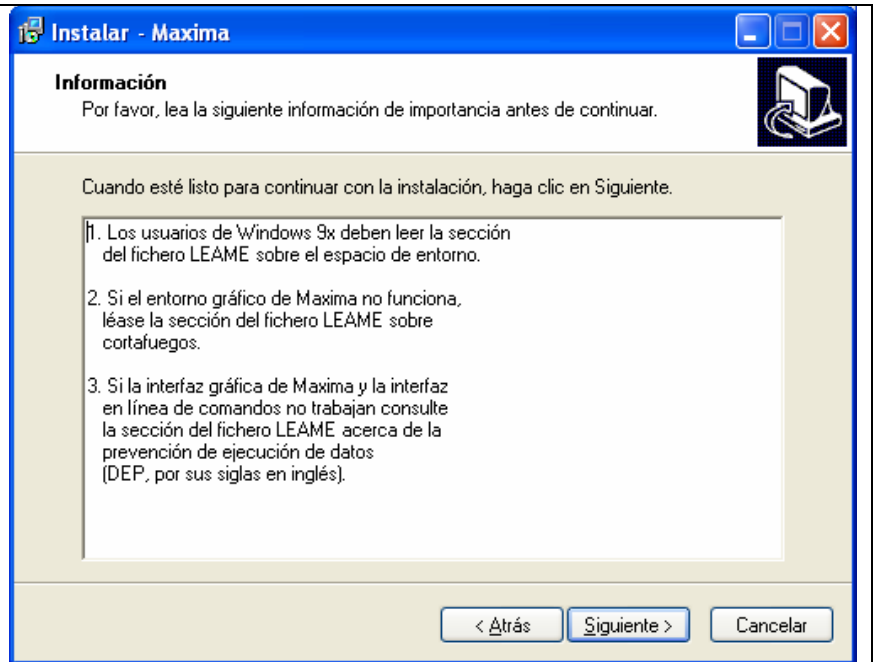 Instalar - Maxima
Información
Por favor, lea la siguiente información de importancia antes de continuar.
Cuando esté listo para continuar con la instalación, haga clic en Siguiente.
1. Los usuarios de Windows 9x deben leer la sección
del fichero LEAME sobre el espacio de entorno.
2. Si el entorno gráfico de Maxima no funciona,
léase la sección del fichero LEAME sobre
cortafuegos.
3. Si la interfaz gráfica de Maxima y la interfaz
en línea de comandos no trabajan consulte
la sección del fichero LEAME acerca de la
prevención de ejecución de datos
(DEP, por sus siglas en inglés).
< Atrás
Siguiente >
Cancelar